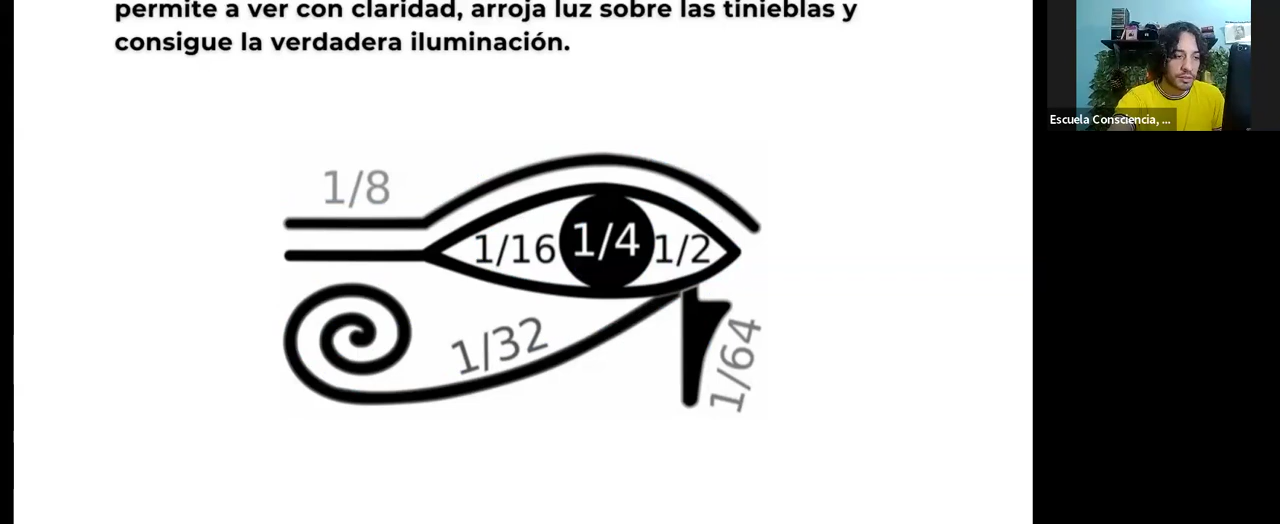 permite a ver con claridad, arroja luz sobre las tinieblas y
consigue la verdadera iluminación.
Escuela Consciencia, ...
1/8
1/16 1/4 1/2
1/32
1/64